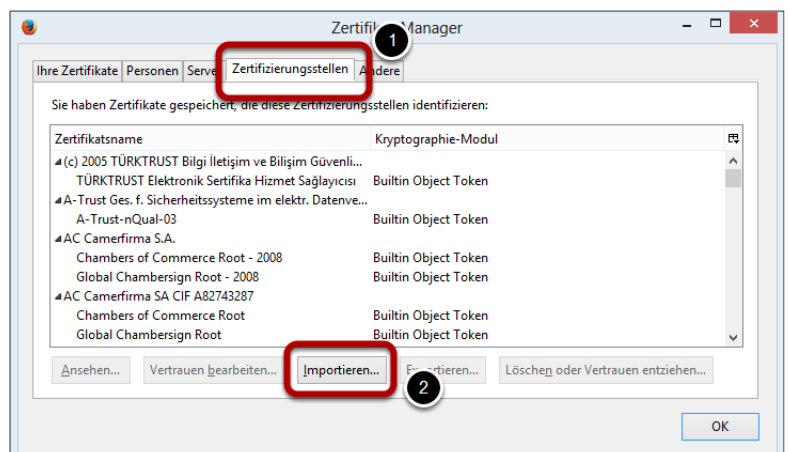 Zertifik Manager
1
Ihre Zertifikate Personen Serve Zertifizierungsstellen Andere
Sie haben Zertifikate gespeichert, die diese Zertifizierungsstellen identifizieren:
Zertifikatsname Kryptographie-Modul
(c) 2005 TÜRKTRUST Bilgi İletişim ve Bilişim Güvenli...
TÜRKTRUST Elektronik Sertifika Hizmet Sağlayıcısı Builtin Object Token
A-Trust Ges. f. Sicherheitssysteme im elektr. Datenve...
A-Trust-nQual-03 Builtin Object Token
AC Camerfirma S.A.
Chambers of Commerce Root - 2008 Builtin Object Token
Global Chambersign Root - 2008 Builtin Object Token
AC Camerfirma SA CIF A82743287
Chambers of Commerce Root Builtin Object Token
Global Chambersign Root Builtin Object Token
Ansehen... Vertrauen bearbeiten... Importieren... Löschen oder Vertrauen entziehen...
2
OK